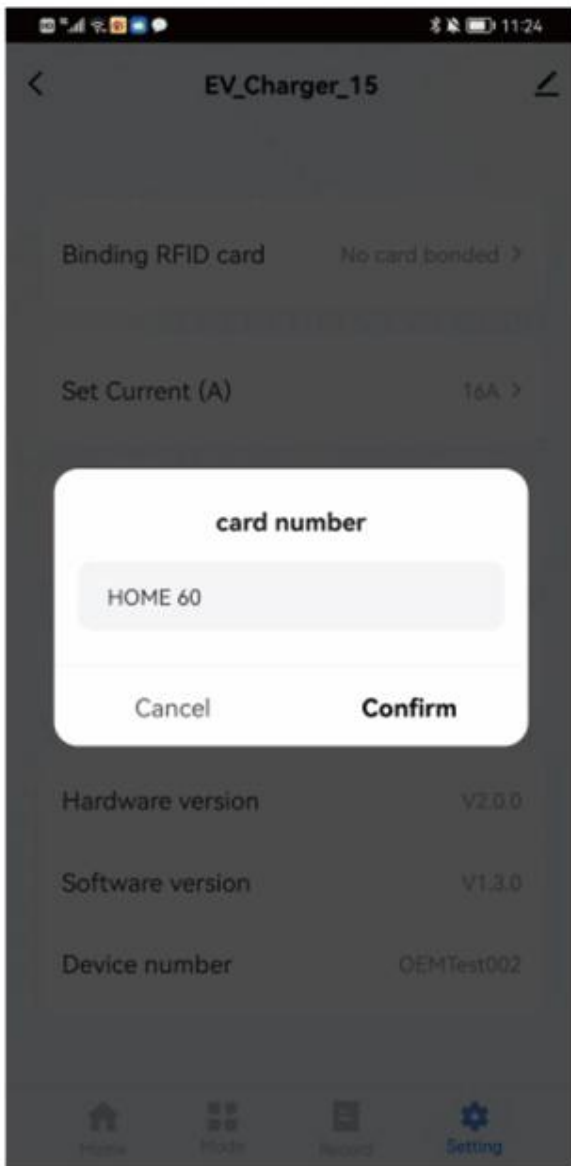 11:24
EV_Charger_15
Binding RFID card No card bonded >
Set Current (A) 16A >
card number
HOME 60
Cancel Confirm
Hardware version V2.0.0
Software version V1.3.0
Device number OEMTest002
Home Mode Record Setting